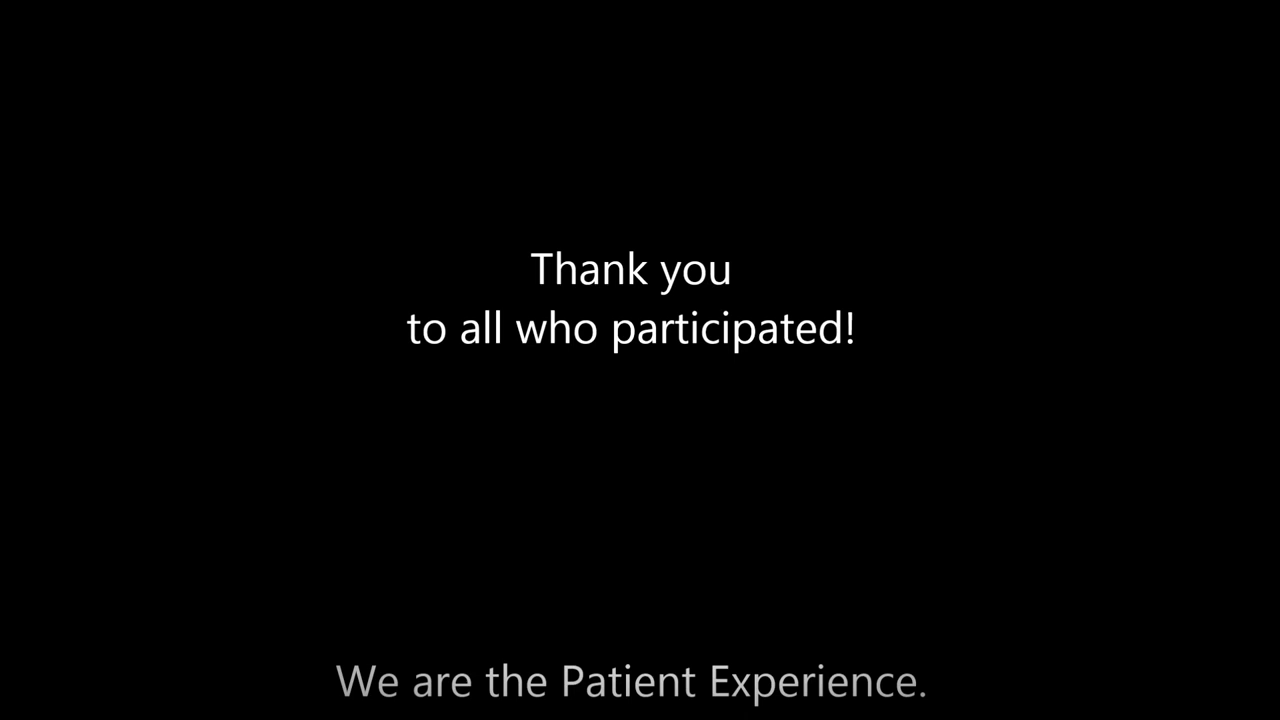 Thank you
to all who participated!
We are the Patient Experience.